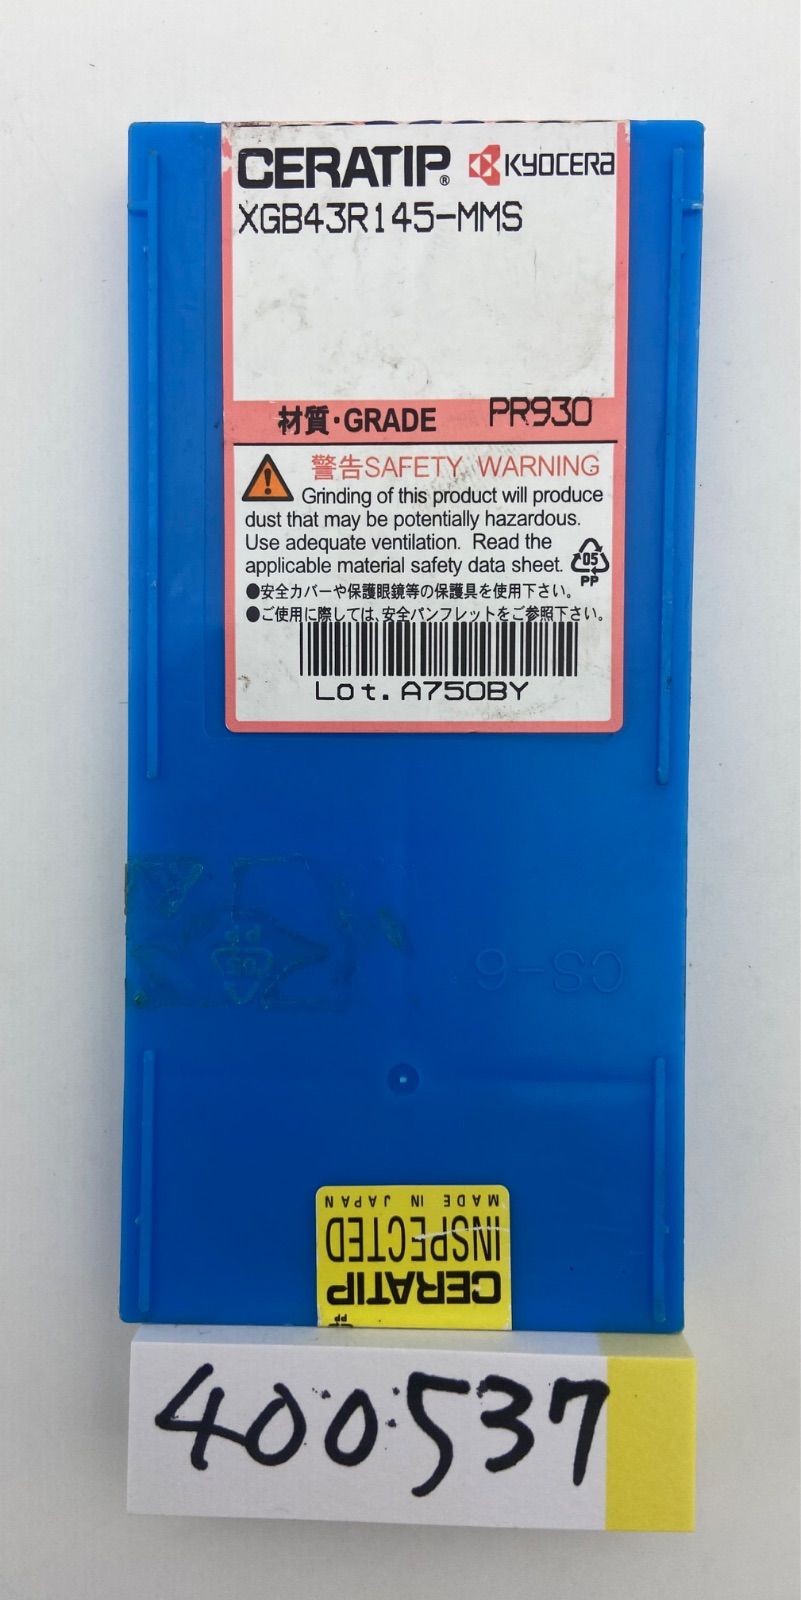 CERATIP® KYOCERA
XGB43R145-MMS
材質・GRADE PR930
警告SAFETY WARNING
Grinding of this product will produce
dust that may be potentially hazardous.
Use adequate ventilation. Read the
applicable material safety data sheet.
05
PP
●安全カバーや保護眼鏡等の保護具を使用下さい。
●ご使用に際しては、安全パンフレットをご参照下さい。
Lot.A750BY
PP
05
CS-6
MADE IN JAPAN
INSPECTED
CERATIP
PP
400537